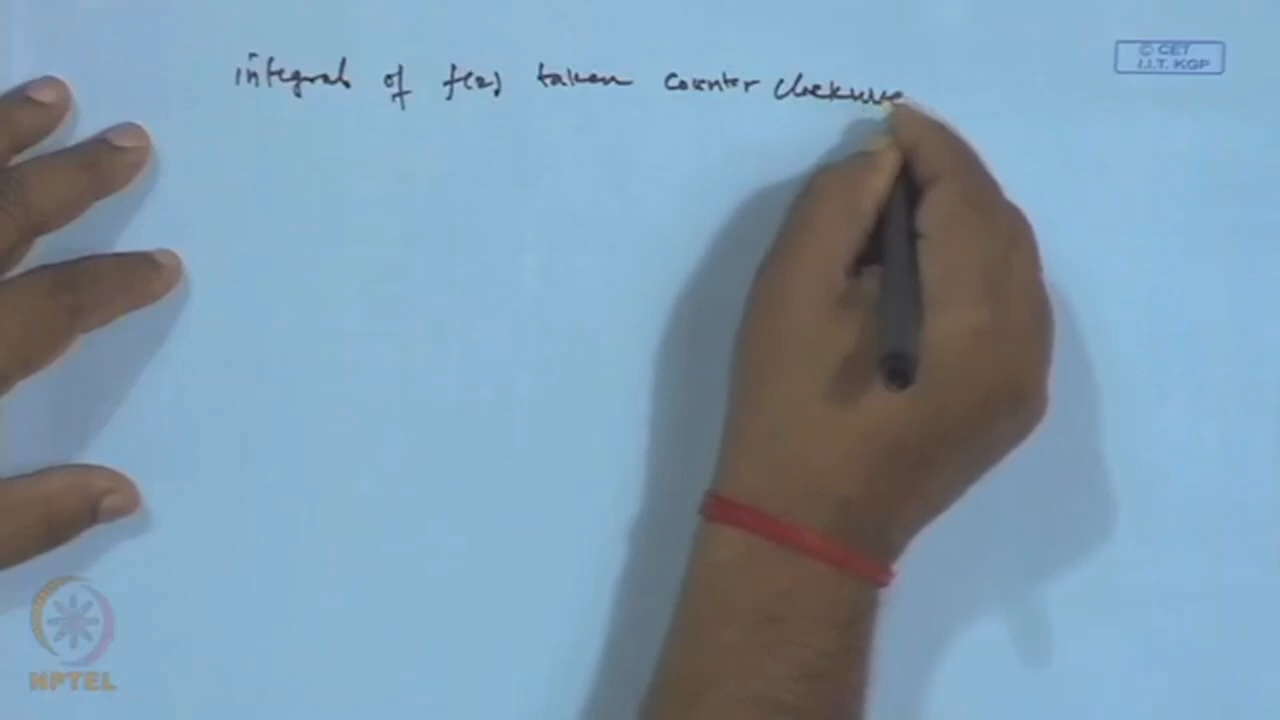 © CET
I.I.T. KGP
integral of f(z) taken counter clockwise
NPTEL